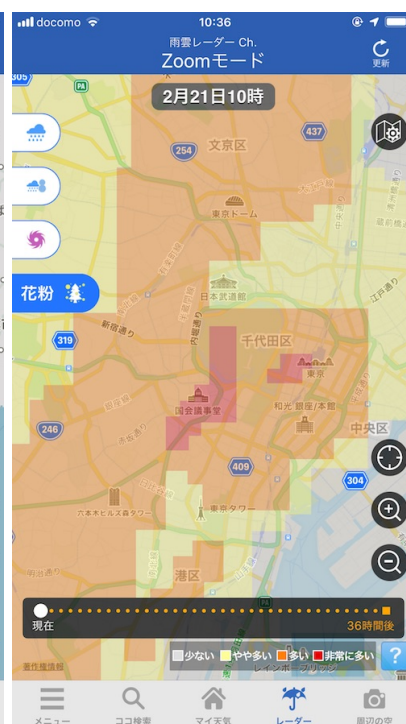 docomo
10:36
雨雲レーダー Ch.
Zoomモード
更新
2月21日10時
305
PA
437
文京区
254
東京ドーム
花粉
日本武道館
江戸通り
新宿通り
内堀通り
千代田区
319
東京
国会議事堂
和光 銀座/本館
中央区
246
409
304
六本木ヒルズ森タワー
東京タワー
明治通り
港区
PA
現在
36時間後
少ない やや多い 多い 非常に多い
?
著作権情報
レインボーブリッジ
メニュー
ココ検索
マイ天気
レーダー
周辺の空